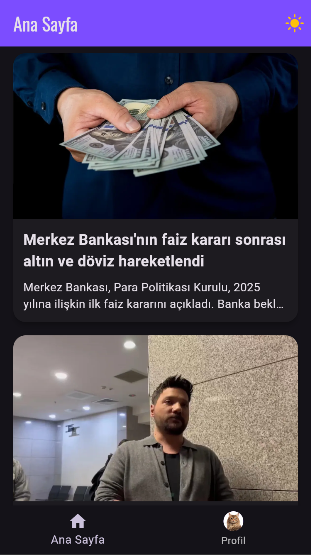 Ana Sayfa
Merkez Bankası'nın faiz kararı sonrası
altın ve döviz hareketlendi
Merkez Bankası, Para Politikası Kurulu, 2025
yılına ilişkin ilk faiz kararını açıkladı. Banka bekl...
Ana Sayfa
Profil